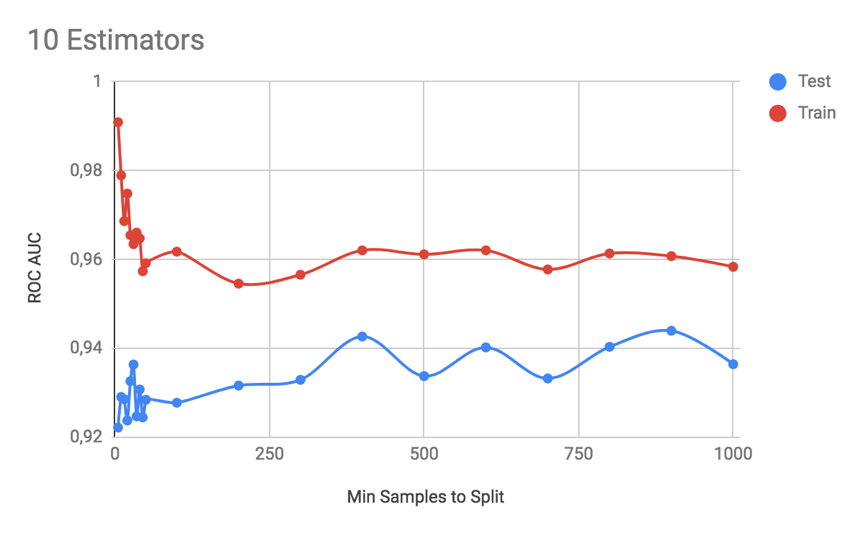 10 Estimators
Test
Train
1
0,98
0,96
0,94
0,92
ROC AUC
0
250
500
750
1000
Min Samples to Split